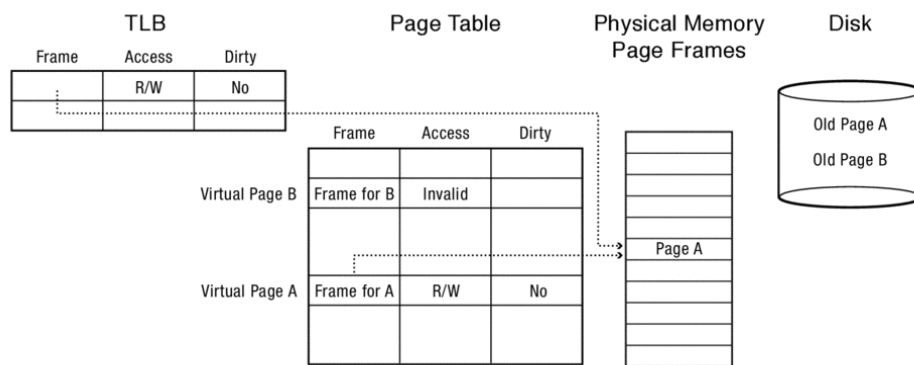 TLB
Page Table
Physical Memory
Page Frames
Disk
Frame Access Dirty
R/W No
Old Page A
Old Page B
Frame Access Dirty
Virtual Page B Frame for B Invalid
Page A
Virtual Page A Frame for A R/W No